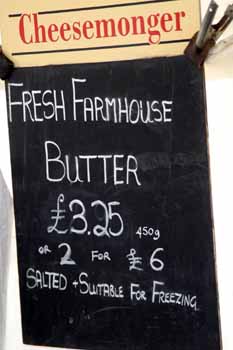 Cheesemonger
FRESH FARMHOUSE
BUTTER
£3.25 450g
OR 2 FOR £6
SALTED + SUITABLE FOR FREEZING